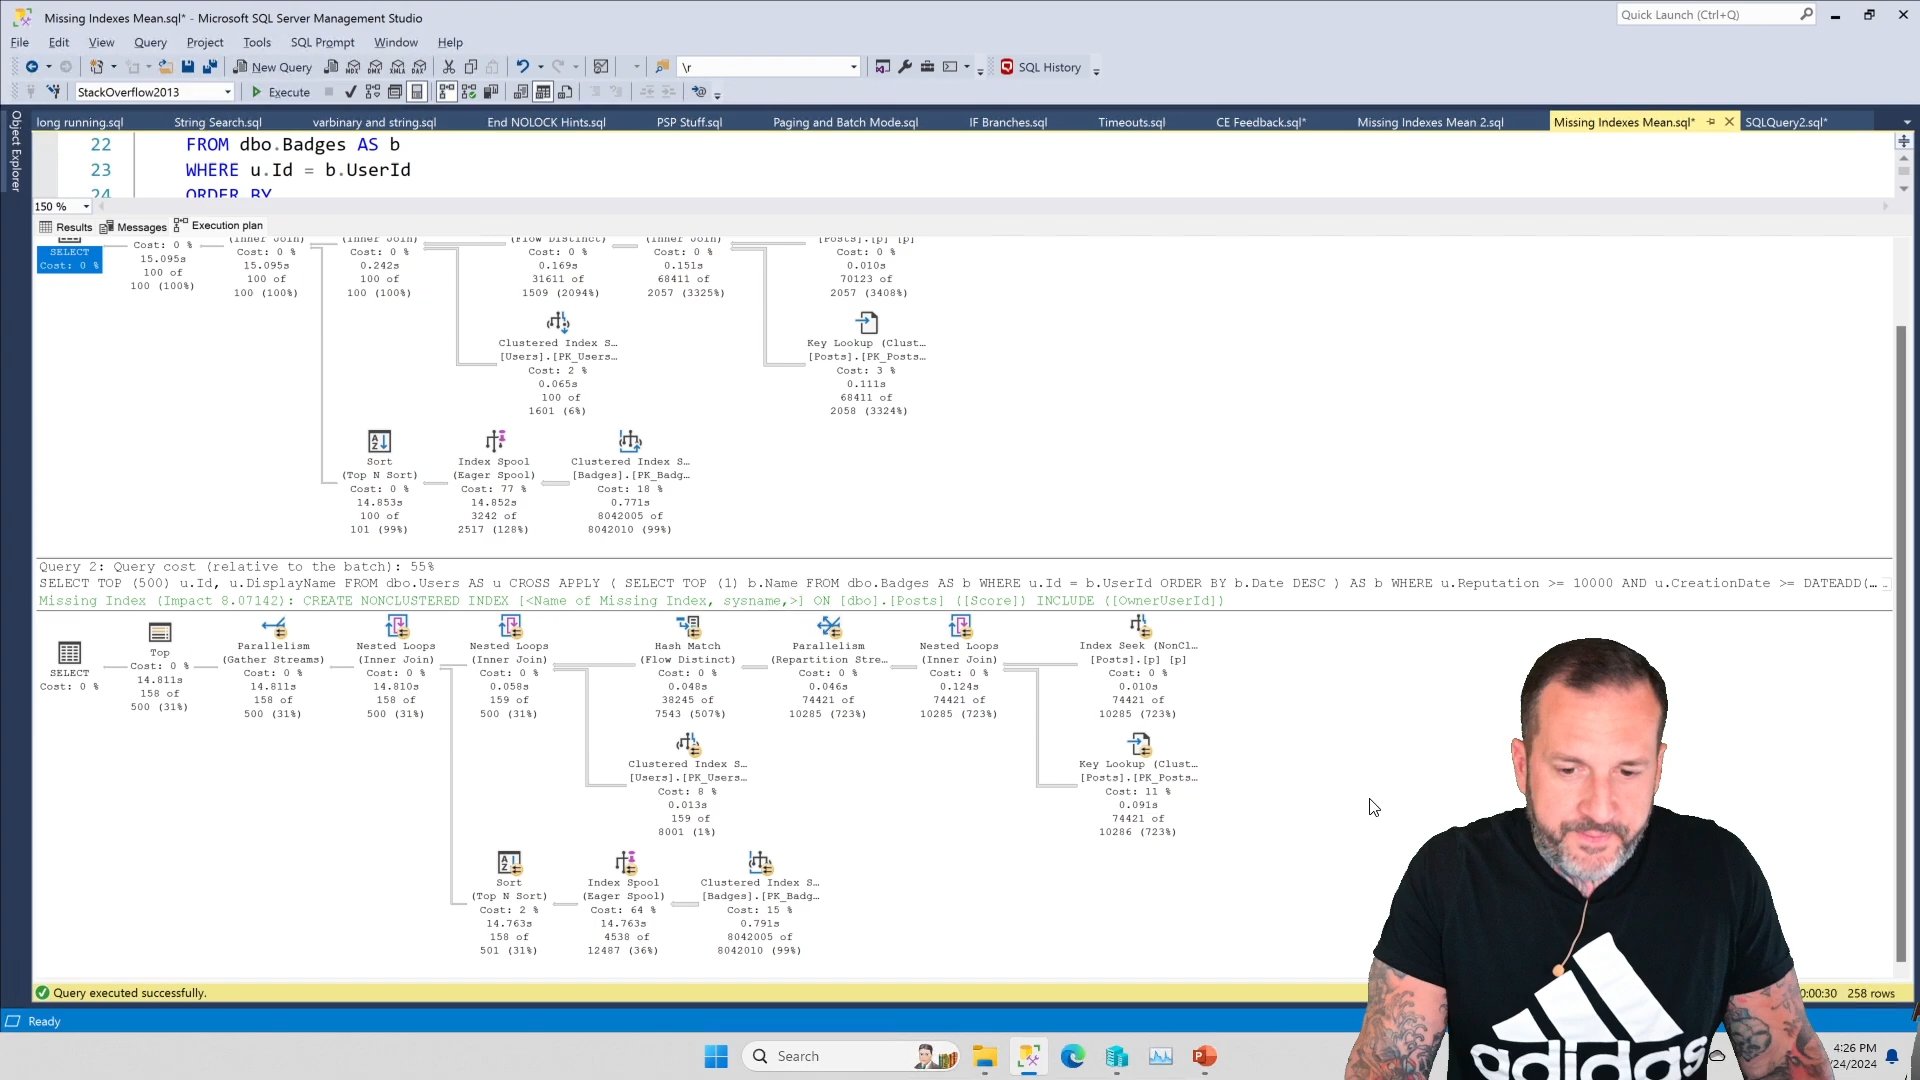 Missing Indexes Mean.sql* - Microsoft SQL Server Management Studio
Quick Launch (Ctrl+Q)
File Edit View Query Project Tools SQL Prompt Window Help
New Query MDX DMX XMLA DAX \r SQL History
StackOverflow2013 Execute
Object Explorer
long running.sql String Search.sql varbinary and string.sql End NOLOCK Hints.sql PSP Stuff.sql Paging and Batch Mode.sql IF Branches.sql Timeouts.sql CE Feedback.sql* Missing Indexes Mean 2.sql Missing Indexes Mean.sql* SQLQuery2.sql*
22 FROM dbo.Badges AS b
23 WHERE u.Id = b.UserId
24 ORDER BY
150 %
Results Messages Execution plan
SELECT
Cost: 0 %
Cost: 0 %
15.095s
100 of
100 (100%)
(Inner Join)
Cost: 0 %
15.095s
100 of
100 (100%)
(Inner Join)
Cost: 0 %
0.242s
100 of
100 (100%)
(Flow Distinct)
Cost: 0 %
0.169s
31611 of
1509 (2094%)
(Inner Join)
Cost: 0 %
0.151s
68411 of
2057 (3325%)
[Posts].[p] [p]
Cost: 0 %
0.010s
70123 of
2057 (3408%)
Clustered Index S...
[Users].[PK_Users...
Cost: 2 %
0.065s
100 of
1601 (6%)
Key Lookup (Clust...
[Posts].[PK_Posts...
Cost: 3 %
0.111s
68411 of
2058 (3324%)
Sort
(Top N Sort)
Cost: 0 %
14.853s
100 of
101 (99%)
Index Spool
(Eager Spool)
Cost: 77 %
14.852s
3242 of
2517 (128%)
Clustered Index S...
[Badges].[PK_Badg...
Cost: 18 %
0.771s
8042005 of
8042010 (99%)
Query 2: Query cost (relative to the batch): 55%
SELECT TOP (500) u.Id, u.DisplayName FROM dbo.Users AS u CROSS APPLY ( SELECT TOP (1) b.Name FROM dbo.Badges AS b WHERE u.Id = b.UserId ORDER BY b.Date DESC ) AS b WHERE u.Reputation >= 10000 AND u.CreationDate >= DATEADD(...
Missing Index (Impact 8.07142): CREATE NONCLUSTERED INDEX [<Name of Missing Index, sysname,>] ON [dbo].[Posts] ([Score]) INCLUDE ([OwnerUserId])
SELECT
Cost: 0 %
Top
Cost: 0 %
14.811s
158 of
500 (31%)
Parallelism
(Gather Streams)
Cost: 0 %
14.811s
158 of
500 (31%)
Nested Loops
(Inner Join)
Cost: 0 %
14.810s
158 of
500 (31%)
Nested Loops
(Inner Join)
Cost: 0 %
0.058s
159 of
500 (31%)
Hash Match
(Flow Distinct)
Cost: 0 %
0.048s
38245 of
7543 (507%)
Parallelism
(Repartition Stre...
Cost: 0 %
0.046s
74421 of
10285 (723%)
Nested Loops
(Inner Join)
Cost: 0 %
0.124s
74421 of
10285 (723%)
Index Seek (NonCl...
[Posts].[p] [p]
Cost: 0 %
0.010s
74421 of
10285 (723%)
Clustered Index S...
[Users].[PK_Users...
Cost: 8 %
0.013s
159 of
8001 (1%)
Key Lookup (Clust...
[Posts].[PK_Posts...
Cost: 11 %
0.091s
74421 of
10286 (723%)
Sort
(Top N Sort)
Cost: 2 %
14.763s
158 of
501 (31%)
Index Spool
(Eager Spool)
Cost: 64 %
14.763s
4538 of
12487 (36%)
Clustered Index S...
[Badges].[PK_Badg...
Cost: 15 %
0.791s
8042005 of
8042010 (99%)
Query executed successfully.
0:00:30 258 rows
Ready
Search
4:26 PM
/24/2024
adidas